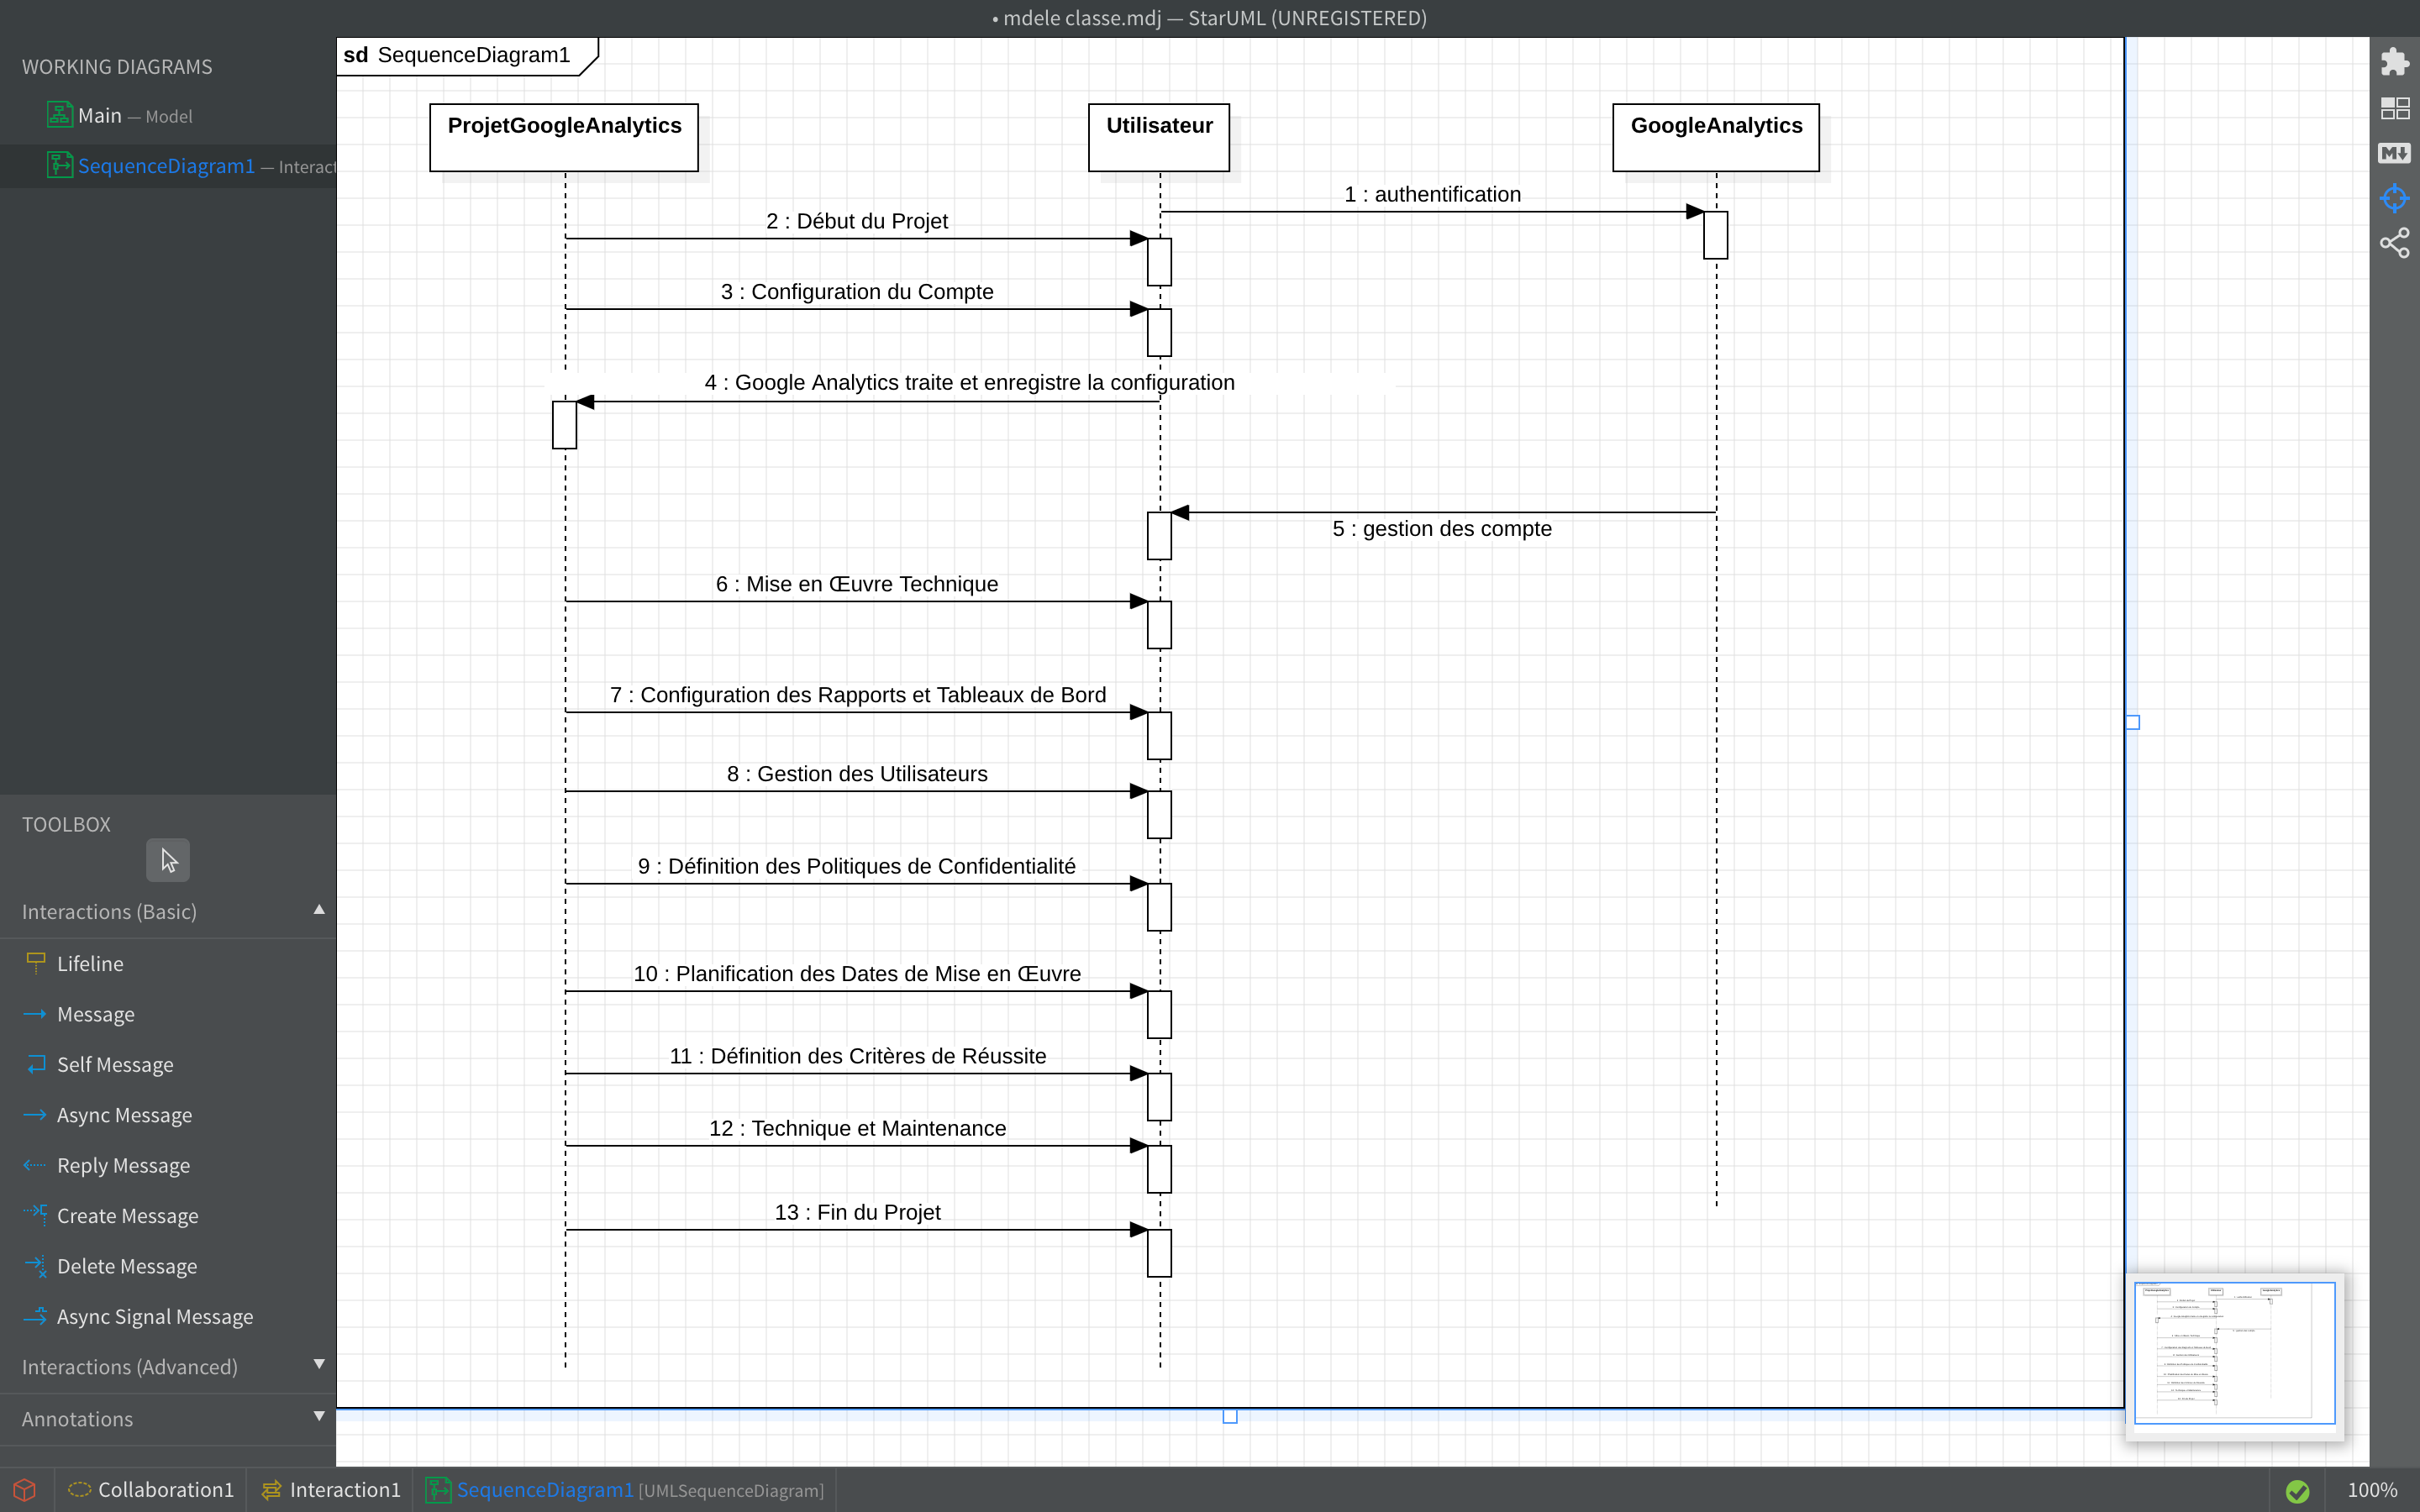 • mdele classe.mdj — StarUML (UNREGISTERED)
WORKING DIAGRAMS
Main — Model
SequenceDiagram1 — Interact
TOOLBOX
Interactions (Basic)
Lifeline
Message
Self Message
Async Message
Reply Message
Create Message
Delete Message
Async Signal Message
Interactions (Advanced)
Annotations
sd SequenceDiagram1
ProjetGoogleAnalytics
Utilisateur
GoogleAnalytics
1 : authentification
2 : Début du Projet
3 : Configuration du Compte
4 : Google Analytics traite et enregistre la configuration
5 : gestion des compte
6 : Mise en Œuvre Technique
7 : Configuration des Rapports et Tableaux de Bord
8 : Gestion des Utilisateurs
9 : Définition des Politiques de Confidentialité
10 : Planification des Dates de Mise en Œuvre
11 : Définition des Critères de Réussite
12 : Technique et Maintenance
13 : Fin du Projet
M
Collaboration1
Interaction1
SequenceDiagram1 [UMLSequenceDiagram]
100%